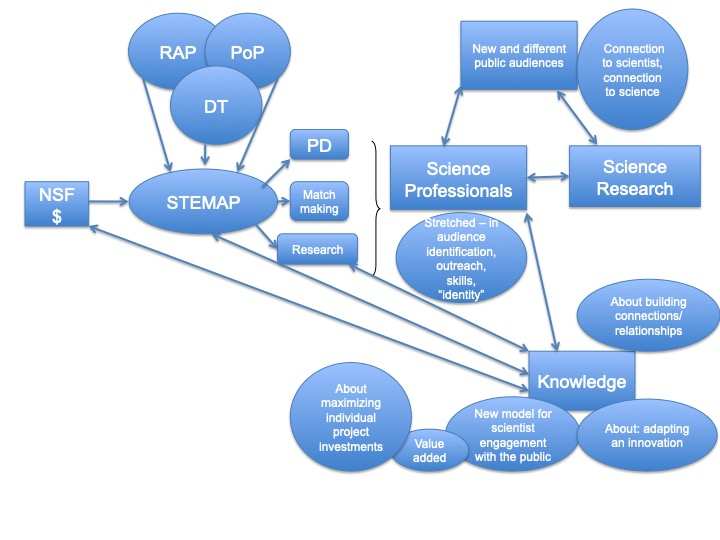 RAP
PoP
DT
New and different
public audiences
Connection
to scientist,
connection
to science
PD
Science
Professionals
Science
Research
NSF
$
STEMAP
Match
making
Research
Stretched – in
audience
identification,
outreach,
skills,
“identity”
About building
connections/
relationships
Knowledge
About
maximizing
individual
project
investments
Value
added
New model for
scientist
engagement
with the public
About: adapting
an innovation